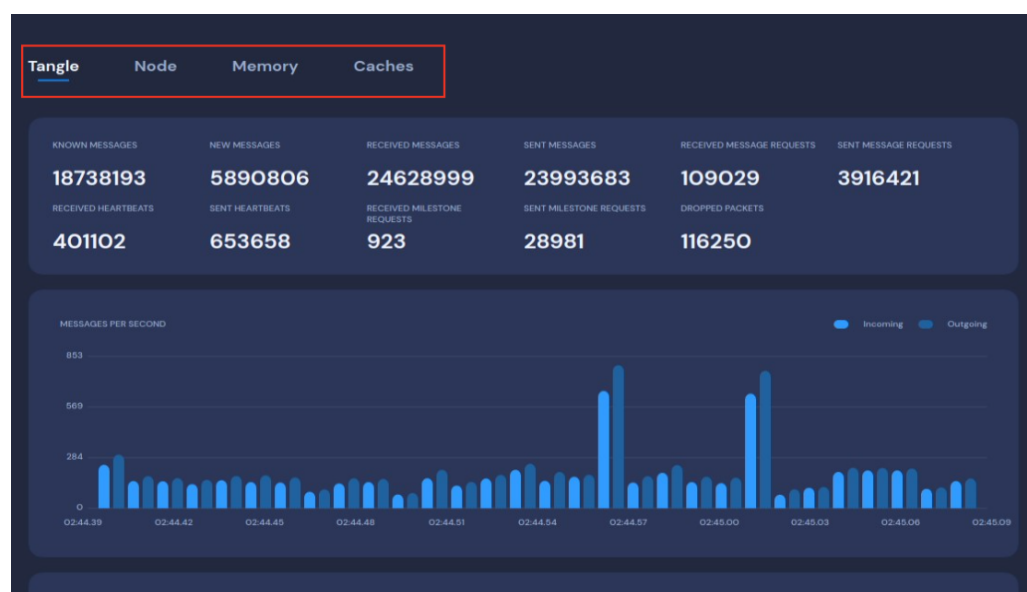 Tangle Node Memory Caches
KNOWN MESSAGES NEW MESSAGES RECEIVED MESSAGES SENT MESSAGES RECEIVED MESSAGE REQUESTS SENT MESSAGE REQUESTS
18738193 5890806 24628999 23993683 109029 3916421
RECEIVED HEARTBEATS SENT HEARTBEATS RECEIVED MILESTONE REQUESTS SENT MILESTONE REQUESTS DROPPED PACKETS
401102 653658 923 28981 116250
MESSAGES PER SECOND Incoming Outgoing
853
569
284
0
02:44.39 02:44.42 02:44.45 02:44.48 02:44.51 02:44.54 02:44.57 02:45.00 02:45.03 02:45.06 02:45.09